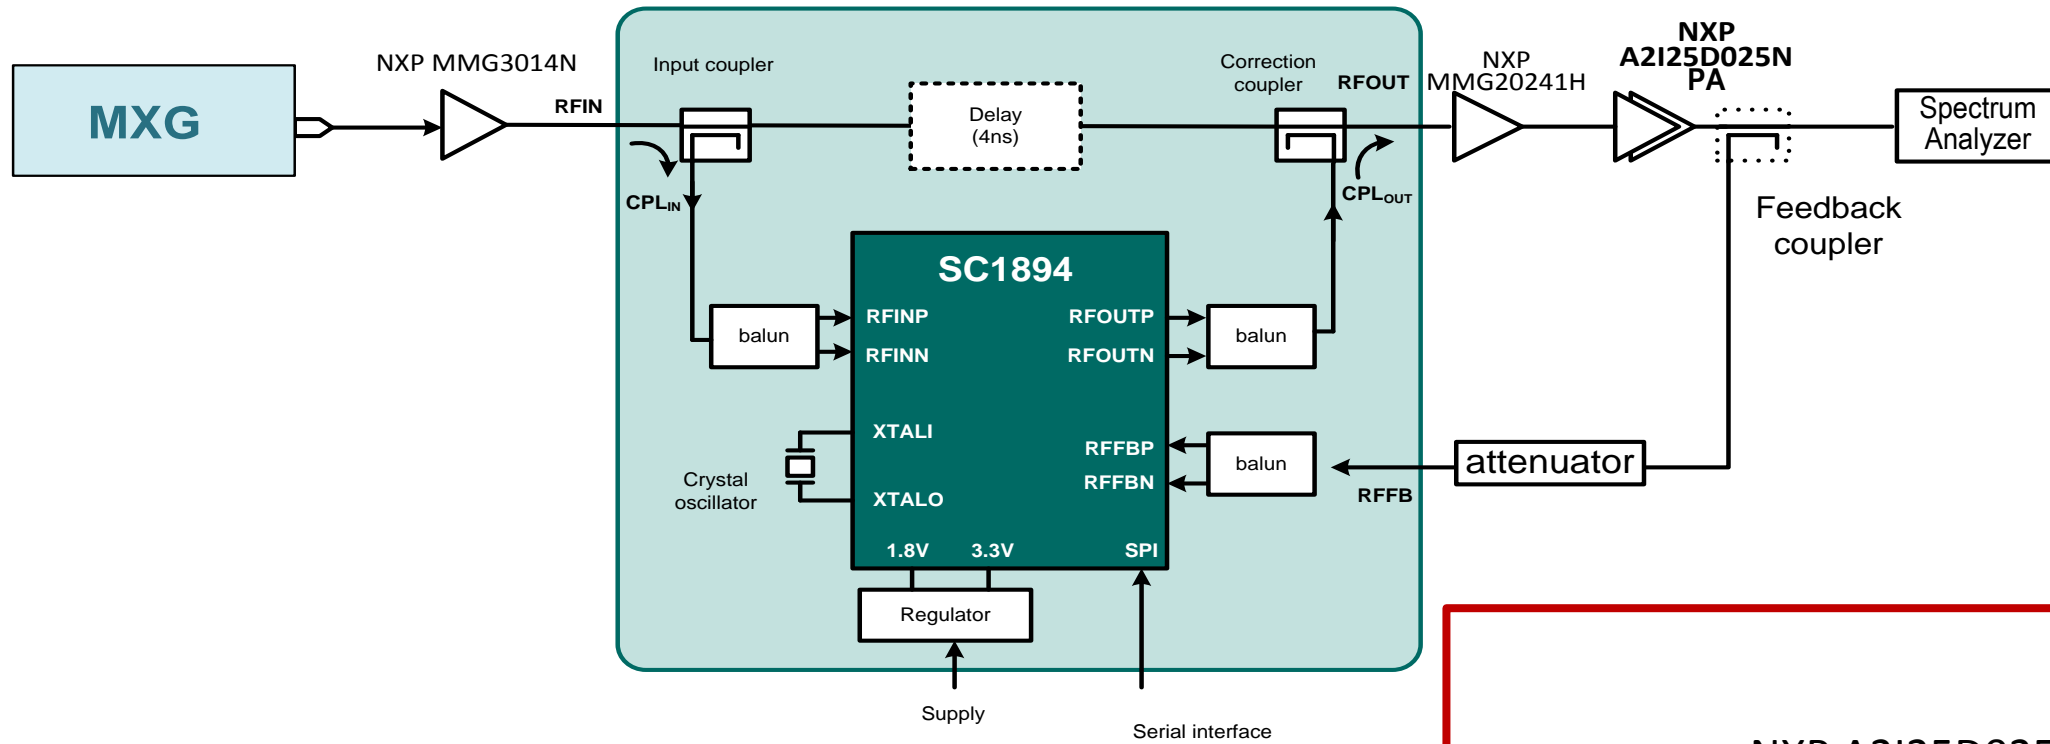 MXG
NXP MMG3014N
RFIN
Input coupler
CPLIN
Delay
(4ns)
Correction
coupler
RFOUT
CPLOUT
NXP
MMG20241H
NXP
A2I25D025N
PA
Spectrum
Analyzer
Feedback
coupler
SC1894
balun
RFINP
RFINN
RFOUTP
RFOUTN
balun
XTALI
XTALO
Crystal
oscillator
RFFBP
RFFBN
balun
RFFB
attenuator
1.8V
3.3V
SPI
Regulator
Supply
Serial interface